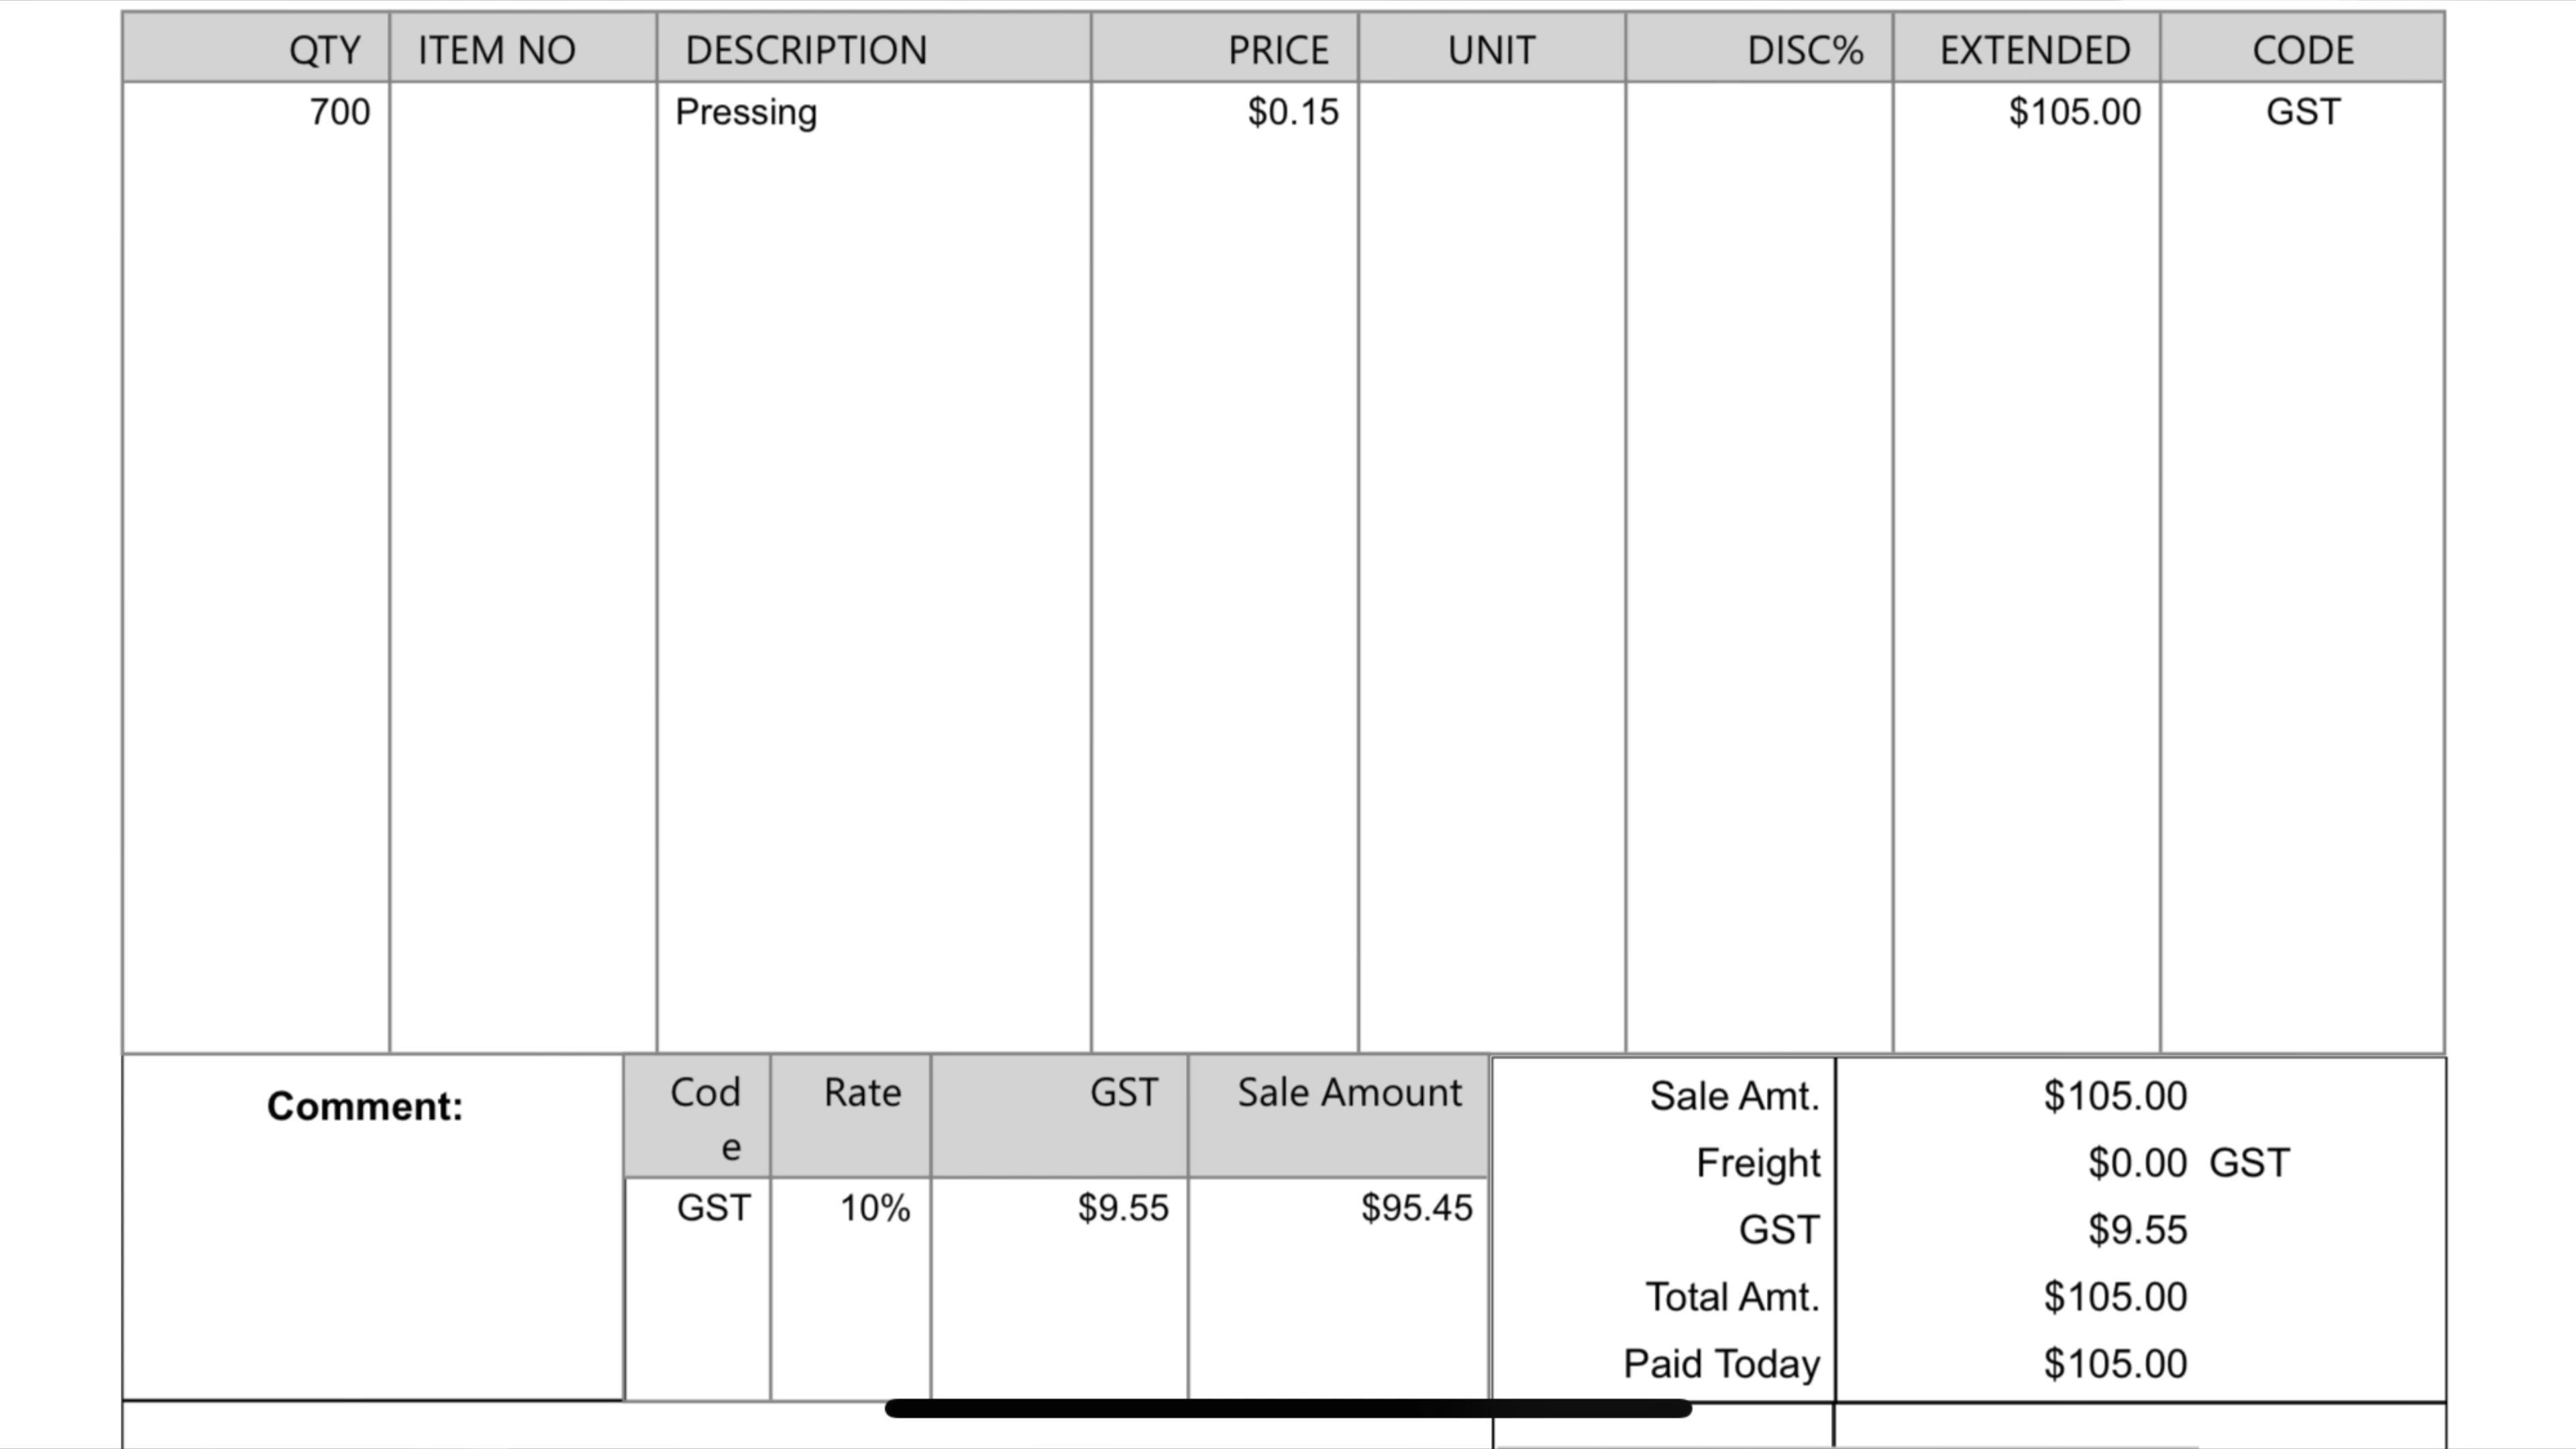 QTY ITEM NO DESCRIPTION PRICE UNIT DISC% EXTENDED CODE
700 Pressing $0.15 $105.00 GST
Comment:
Code Rate GST Sale Amount
GST 10% $9.55 $95.45
Sale Amt. $105.00
Freight $0.00 GST
GST $9.55
Total Amt. $105.00
Paid Today $105.00